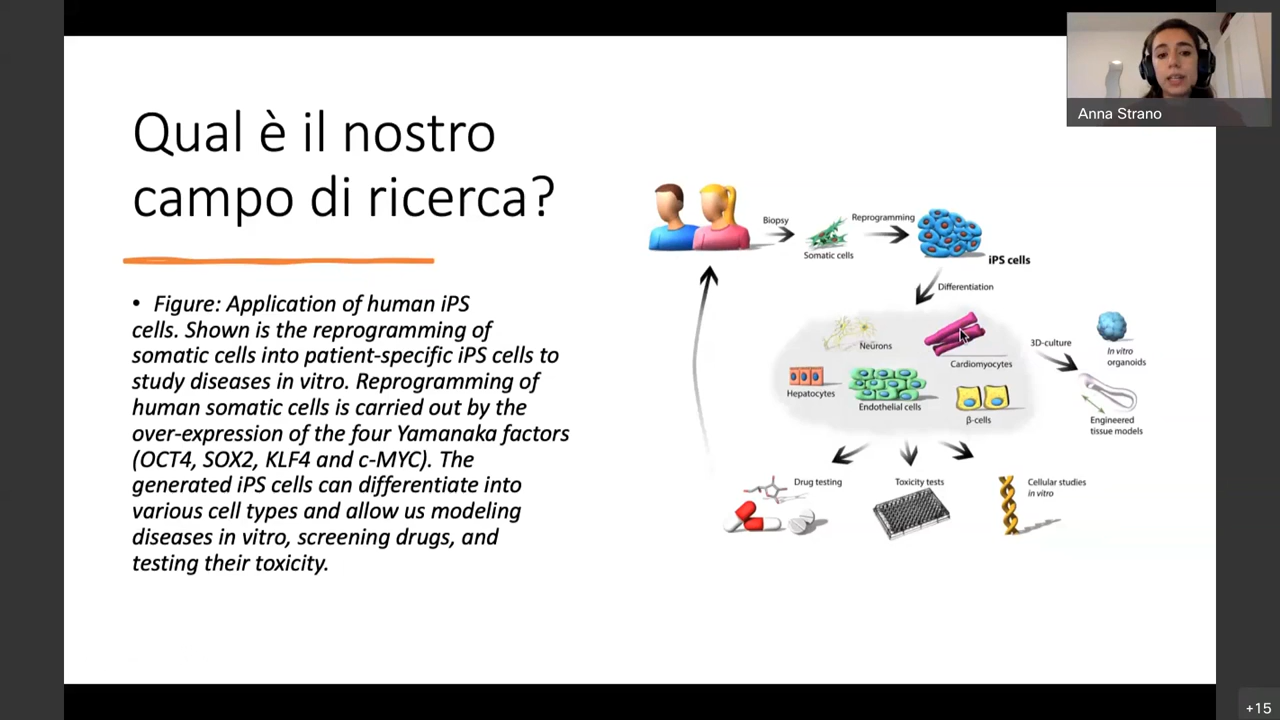 Qual è il nostro
campo di ricerca?
• Figure: Application of human iPS
cells. Shown is the reprogramming of
somatic cells into patient-specific iPS cells to
study diseases in vitro. Reprogramming of
human somatic cells is carried out by the
over-expression of the four Yamanaka factors
(OCT4, SOX2, KLF4 and c-MYC). The
generated iPS cells can differentiate into
various cell types and allow us modeling
diseases in vitro, screening drugs, and
testing their toxicity.
Biopsy
Somatic cells
Reprogramming
iPS cells
Differentiation
Neurons
Cardiomyocytes
Hepatocytes
Endothelial cells
β-cells
3D-culture
In vitro
organoids
Engineered
tissue models
Drug testing
Toxicity tests
Cellular studies
in vitro
Anna Strano
+15